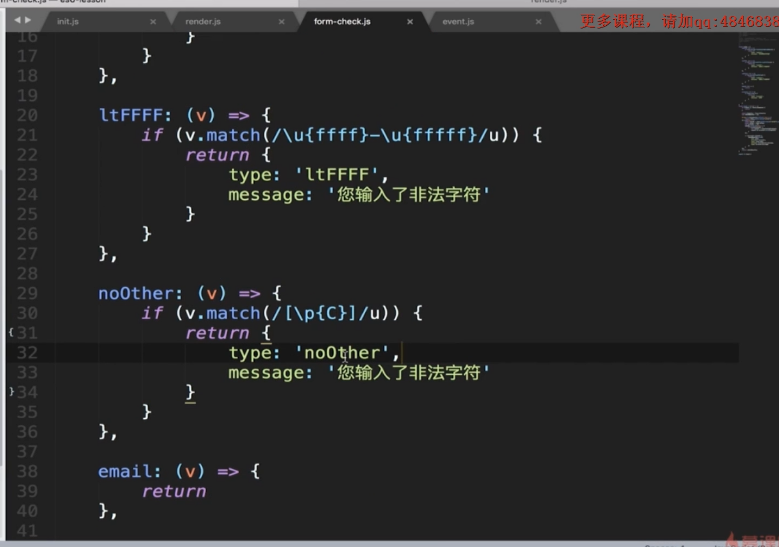 init.js
render.js
form-check.js
event.js
更多课程，请加qq:4846838
16 }
17 }
18 },
19
20 ltFFFF: (v) => {
21 if (v.match(/\u{ffff}-\u{fffff}/u)) {
22 return {
23 type: 'ltFFFF',
24 message: '您输入了非法字符'
25 }
26 }
27 },
28
29 noOther: (v) => {
30 if (v.match(/[\p{C}]/u)) {
31 return {
32 type: 'noOther',
33 message: '您输入了非法字符'
34 }
35 }
36 },
37
38 email: (v) => {
39 return
40 },
41